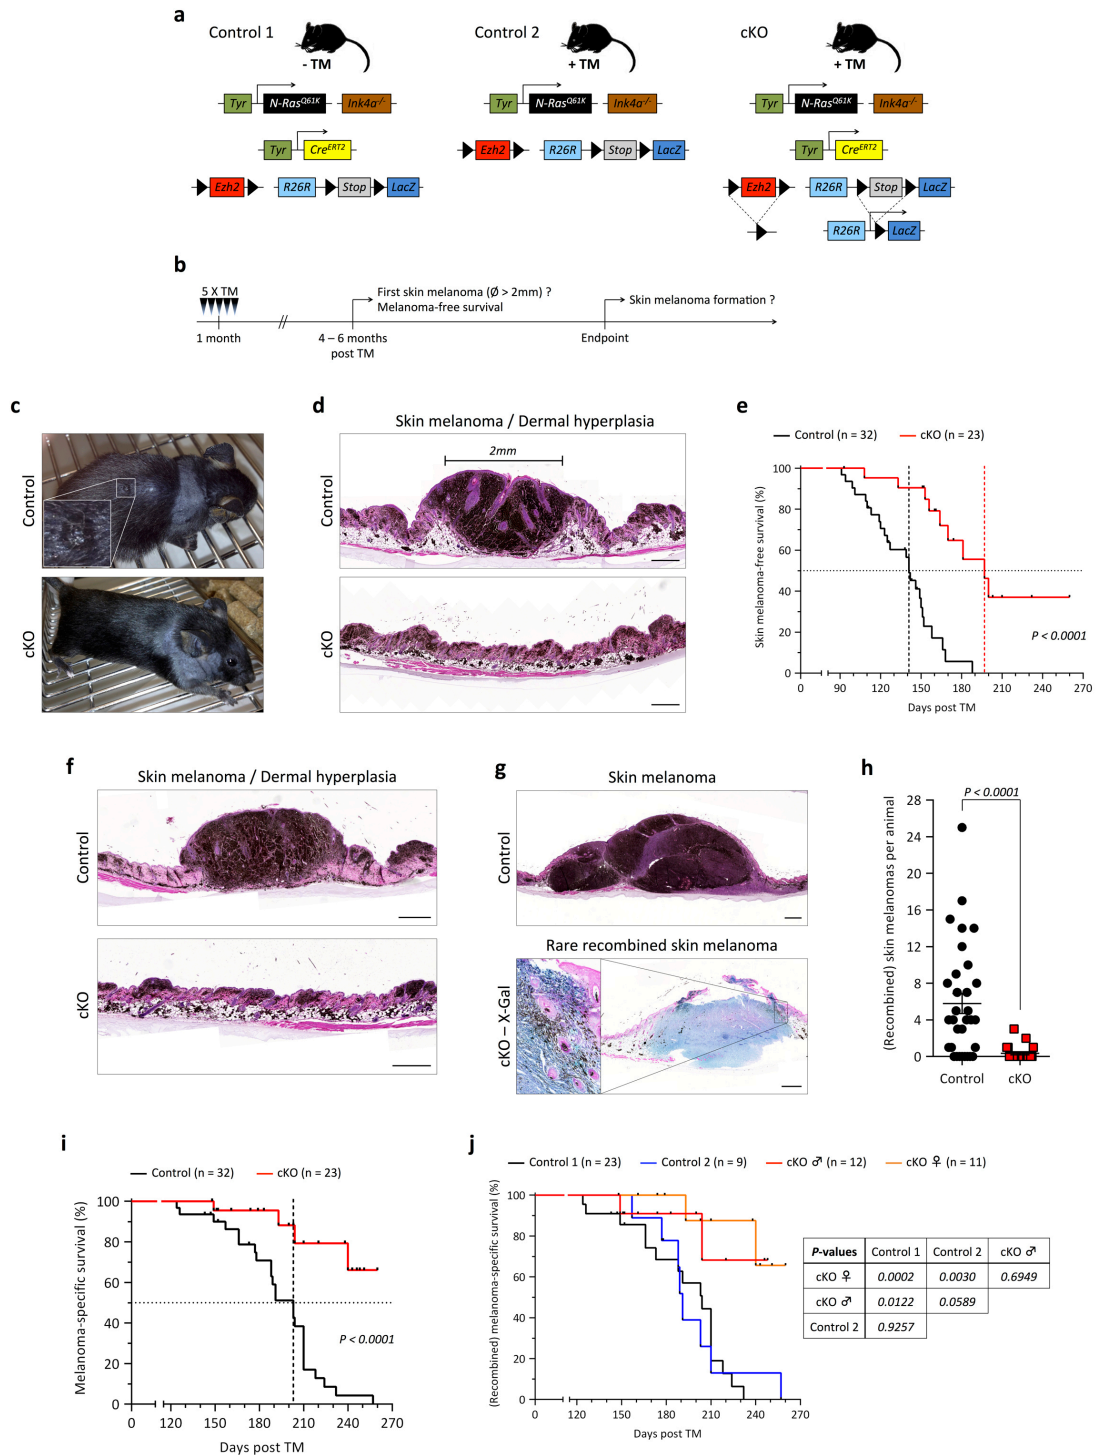 a
Control 1
Control 2
cKO
- TM
+ TM
+ TM
Tyr N-RasQ61K Ink4a-/-
Tyr N-RasQ61K Ink4a-/-
Tyr N-RasQ61K Ink4a-/-
Tyr CreERT2
Ezh2 R26R Stop LacZ
Tyr CreERT2
Ezh2 R26R Stop LacZ
Ezh2 R26R Stop LacZ
R26R LacZ
b
5 X TM
First skin melanoma (Ø > 2mm) ?
Melanoma-free survival
Skin melanoma formation ?
1 month
4 – 6 months
post TM
Endpoint
c
Control
cKO
d
Skin melanoma / Dermal hyperplasia
2mm
Control
cKO
e
Control (n = 32)
cKO (n = 23)
Skin melanoma-free survival (%)
100
80
60
40
20
0
P < 0.0001
0 90 120 150 180 210 240 270
Days post TM
f
Skin melanoma / Dermal hyperplasia
Control
cKO
g
Skin melanoma
Control
Rare recombined skin melanoma
cKO – X-Gal
h
P < 0.0001
(Recombined) skin melanomas per animal
28
24
20
16
12
8
4
0
Control cKO
i
Control (n = 32)
cKO (n = 23)
Melanoma-specific survival (%)
100
80
60
40
20
0
P < 0.0001
0 120 150 180 210 240 270
Days post TM
j
Control 1 (n = 23)
Control 2 (n = 9)
cKO ♂ (n = 12)
cKO ♀ (n = 11)
(Recombined) melanoma-specific survival (%)
100
80
60
40
20
0
0 120 150 180 210 240 270
Days post TM
P-values Control 1 Control 2 cKO ♂
cKO ♀ 0.0002 0.0030 0.6949
cKO ♂ 0.0122 0.0589
Control 2 0.9257